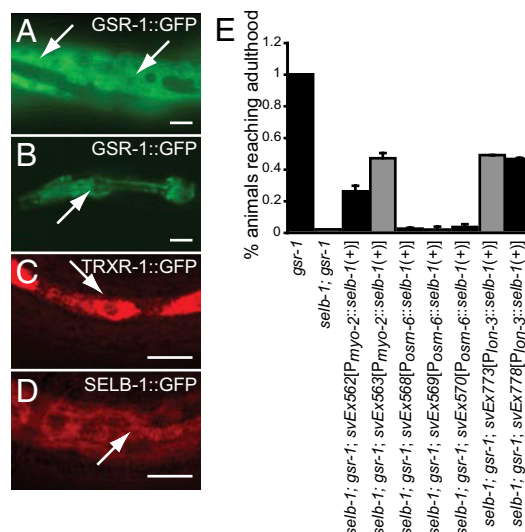 A
GSR-1::GFP
B
GSR-1::GFP
C
TRXR-1::GFP
D
SELB-1::GFP
E
% animals reaching adulthood
1.2
1
0.8
0.6
0.4
0.2
0
gsr-1
selb-1; gsr-1
selb-1; gsr-1; svEx562[Pmyo-2::selb-1(+)]
selb-1; gsr-1; svEx563[Pmyo-2::selb-1(+)]
selb-1; gsr-1; svEx568[Posm-6::selb-1(+)]
selb-1; gsr-1; svEx569[Posm-6::selb-1(+)]
selb-1; gsr-1; svEx570[Posm-6::selb-1(+)]
selb-1; gsr-1; svEx773[Plon-3::selb-1(+)]
selb-1; gsr-1; svEx778[Plon-3::selb-1(+)]